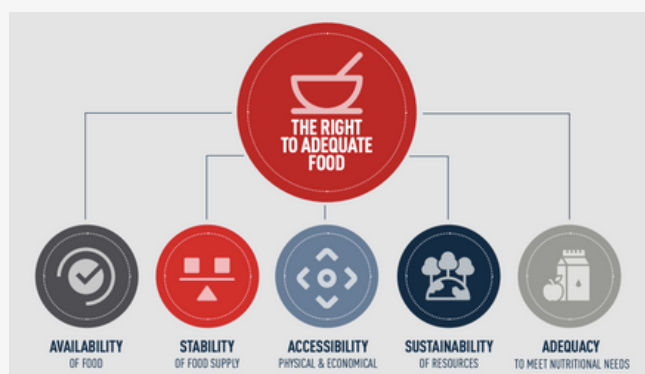 THE RIGHT
TO ADEQUATE
FOOD
AVAILABILITY
OF FOOD
STABILITY
OF FOOD SUPPLY
ACCESSIBILITY
PHYSICAL & ECONOMICAL
SUSTAINABILITY
OF RESOURCES
ADEQUACY
TO MEET NUTRITIONAL NEEDS